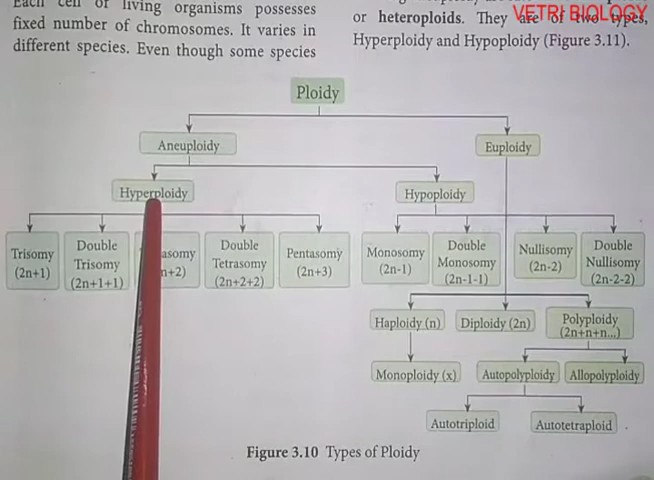 Each cell of living organisms possesses
fixed number of chromosomes. It varies in
different species. Even though some species
or heteroploids. They are of two types,
Hyperploidy and Hypoploidy (Figure 3.11).
VETRI BIOLOGY
Ploidy
Aneuploidy
Euploidy
Hyperploidy
Hypoploidy
Trisomy
(2n+1)
Double
Trisomy
(2n+1+1)
asomy
n+2)
Double
Tetrasomy
(2n+2+2)
Pentasomy
(2n+3)
Monosomy
(2n-1)
Double
Monosomy
(2n-1-1)
Nullisomy
(2n-2)
Double
Nullisomy
(2n-2-2)
Haploidy (n)
Diploidy (2n)
Polyploidy
(2n+n+n...)
Monoploidy (x)
Autopolyploidy
Allopolyploidy
Autotriploid
Autotetraploid
Figure 3.10 Types of Ploidy